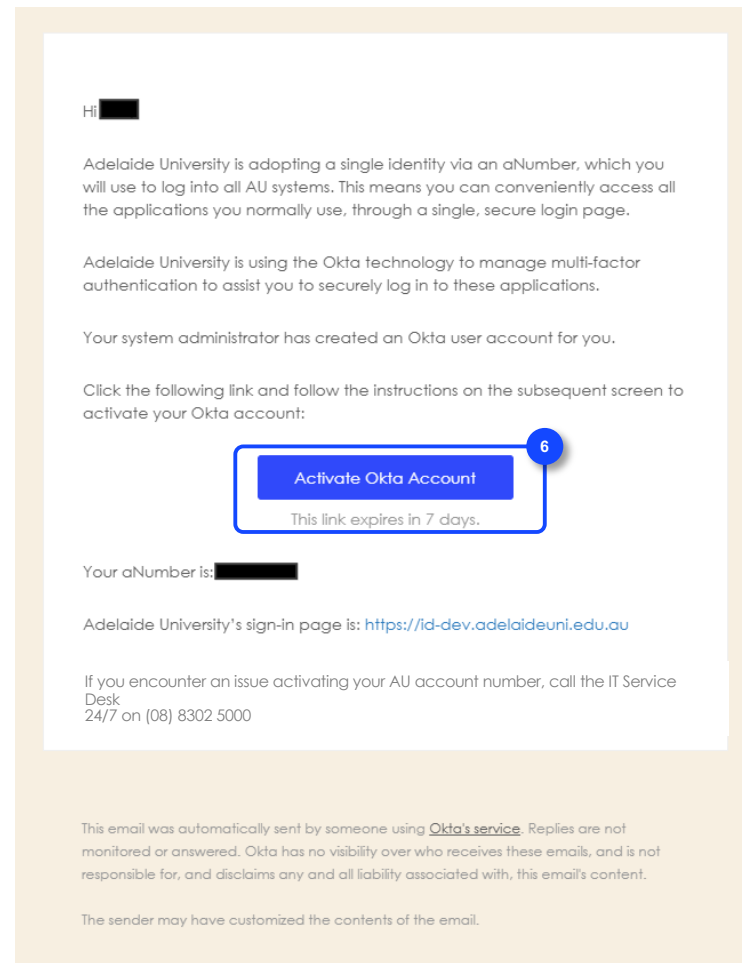 Hi
Adelaide University is adopting a single identity via an aNumber, which you
will use to log into all AU systems. This means you can conveniently access all
the applications you normally use, through a single, secure login page.
Adelaide University is using the Okta technology to manage multi-factor
authentication to assist you to securely log in to these applications.
Your system administrator has created an Okta user account for you.
Click the following link and follow the instructions on the subsequent screen to
activate your Okta account:
6
Activate Okta Account
This link expires in 7 days.
Your aNumber is:
Adelaide University's sign-in page is: https://id-dev.adelaideuni.edu.au
If you encounter an issue activating your AU account number, call the IT Service
Desk
24/7 on (08) 8302 5000
This email was automatically sent by someone using Okta's service. Replies are not
monitored or answered. Okta has no visibility over who receives these emails, and is not
responsible for, and disclaims any and all liability associated with, this email's content.
The sender may have customized the contents of the email.